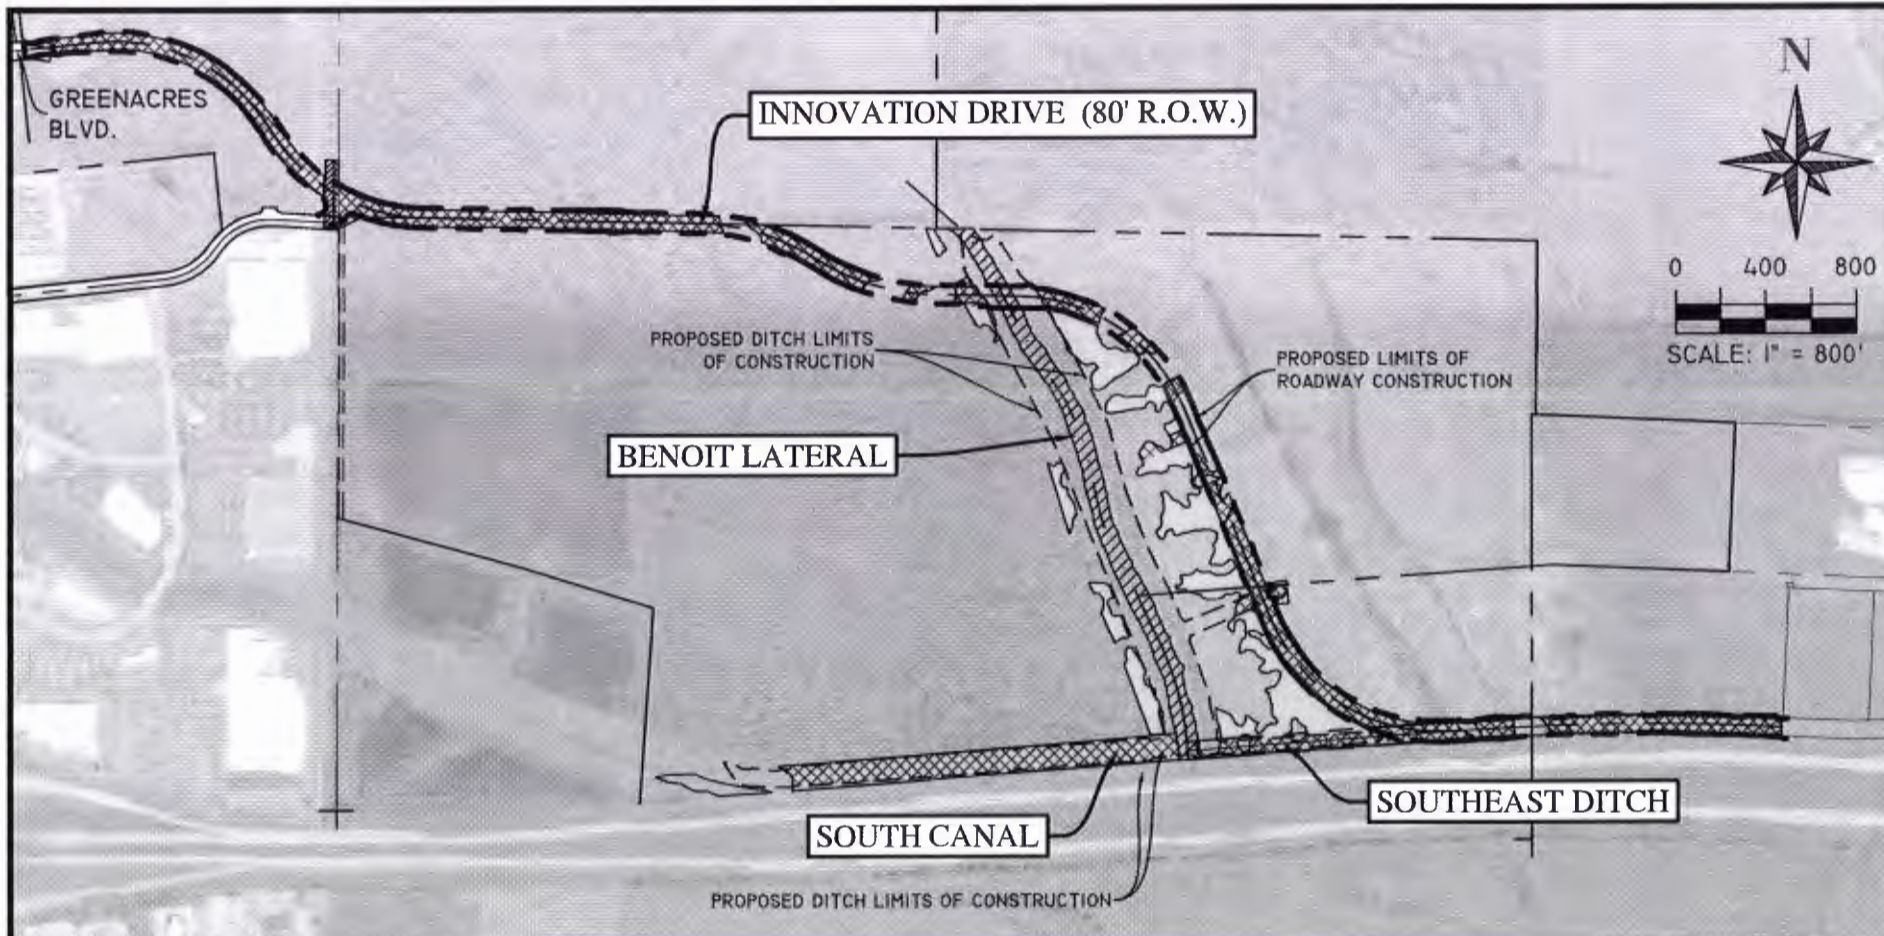 N
GREENACRES
BLVD.
INNOVATION DRIVE (80' R.O.W.)
0 400 800
SCALE: 1" = 800'
PROPOSED DITCH LIMITS
OF CONSTRUCTION
PROPOSED LIMITS OF
ROADWAY CONSTRUCTION
BENOIT LATERAL
SOUTHEAST DITCH
SOUTH CANAL
PROPOSED DITCH LIMITS OF CONSTRUCTION